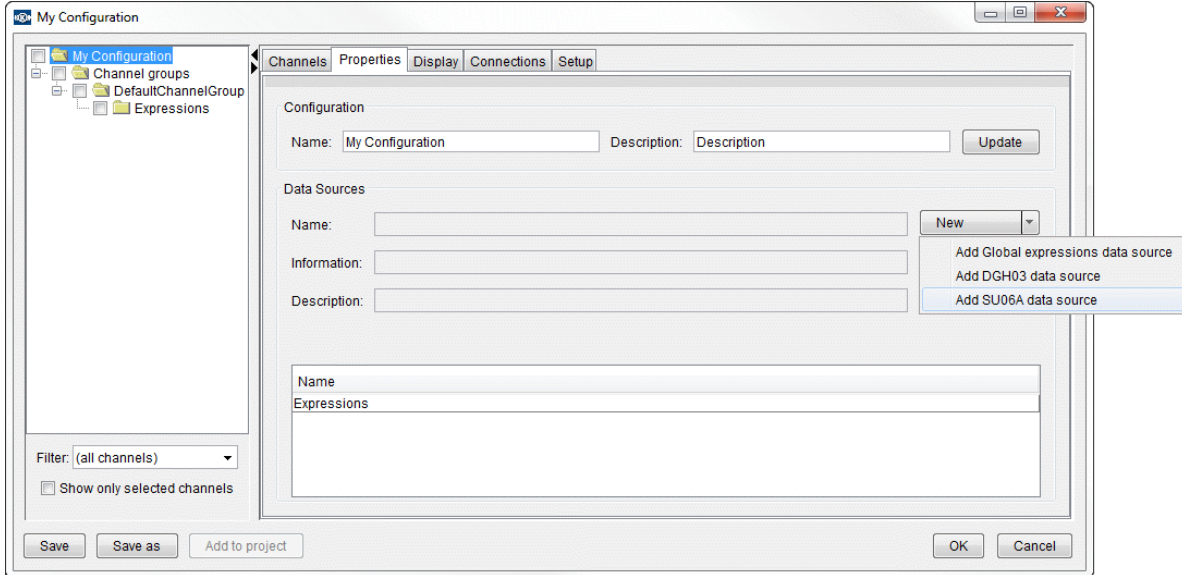 My Configuration
My Configuration
Channel groups
DefaultChannelGroup
Expressions
Filter: (all channels)
Show only selected channels
Channels Properties Display Connections Setup
Configuration
Name: My Configuration Description: Description Update
Data Sources
Name: New
Add Global expressions data source
Information:
Add DGH03 data source
Description:
Add SU06A data source
Name
Expressions
Save Save as Add to project OK Cancel